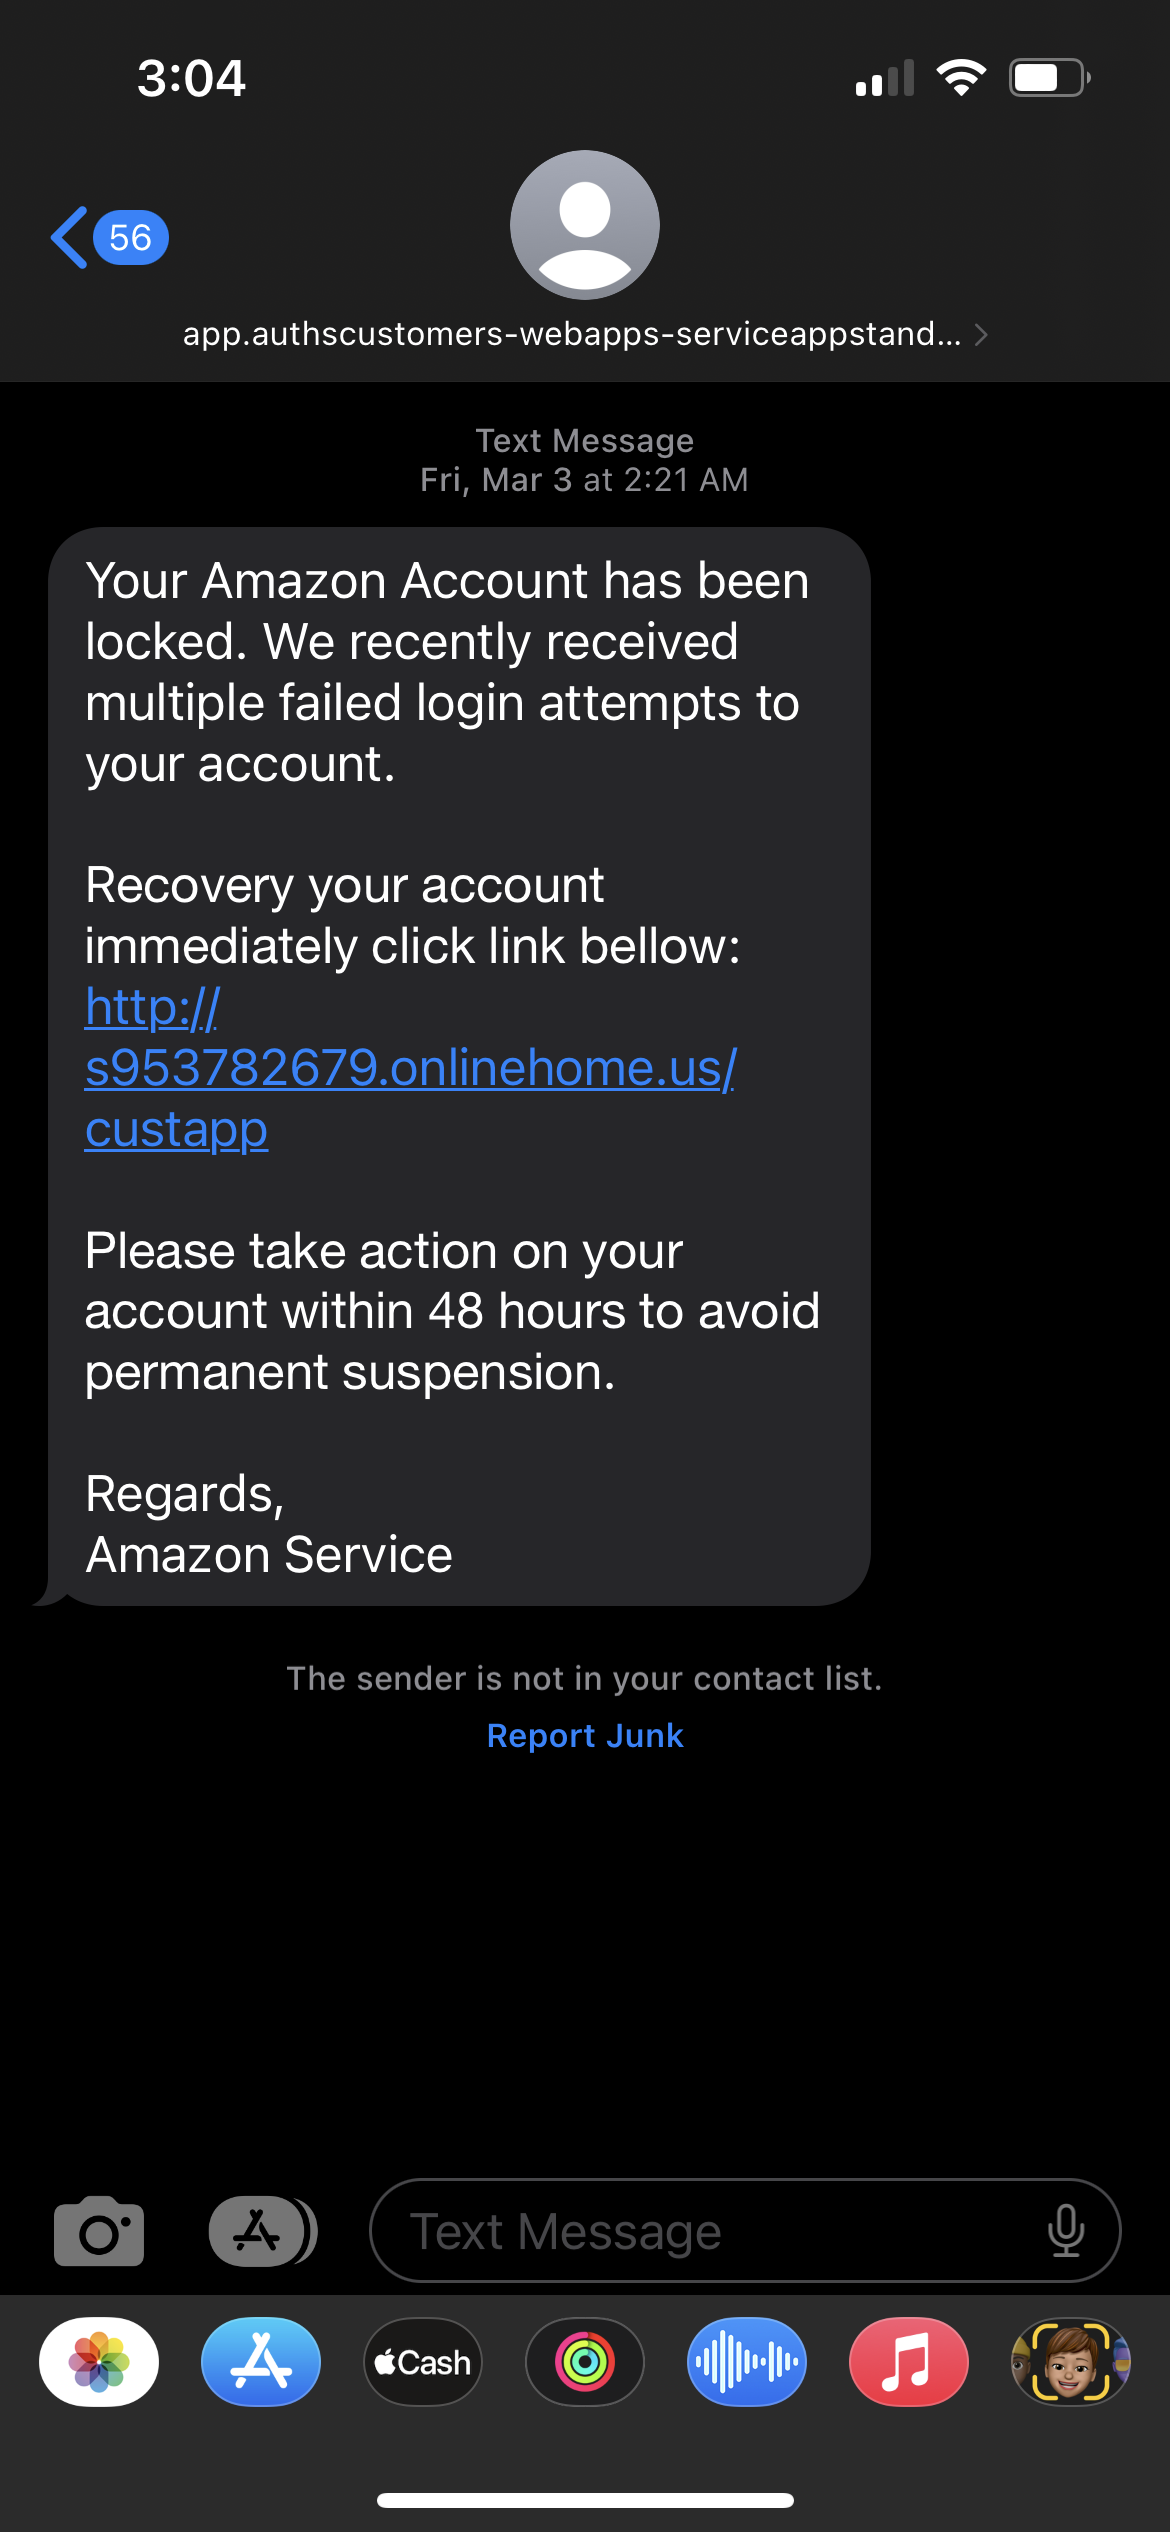 3:04
56
app.authscustomers-webapps-serviceappstand...
Text Message
Fri, Mar 3 at 2:21 AM
Your Amazon Account has been
locked. We recently received
multiple failed login attempts to
your account.
Recovery your account
immediately click link bellow:
http://
s953782679.onlinehome.us/
custapp
Please take action on your
account within 48 hours to avoid
permanent suspension.
Regards,
Amazon Service
The sender is not in your contact list.
Report Junk
Text Message
Cash